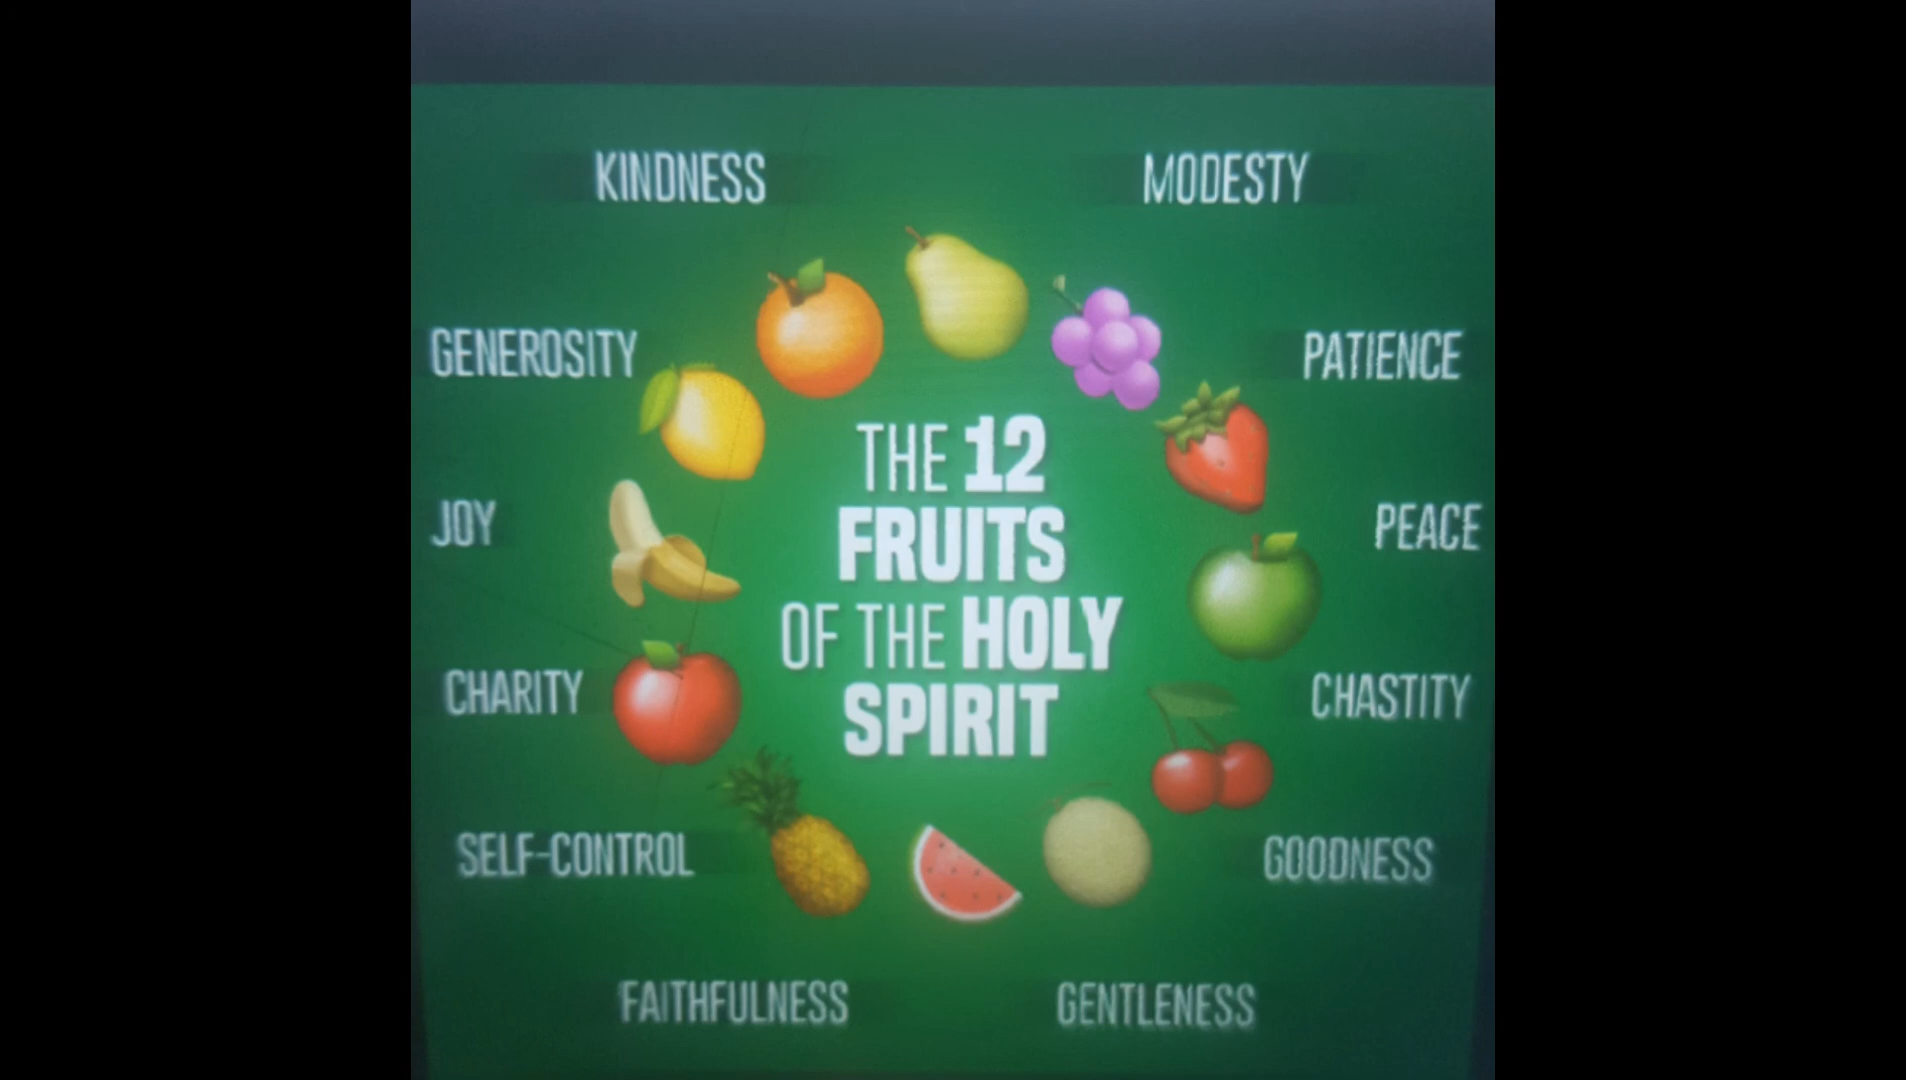 KINDNESS
MODESTY
GENEROSITY
PATIENCE
THE 12
FRUITS
OF THE HOLY
SPIRIT
JOY
PEACE
CHARITY
CHASTITY
SELF-CONTROL
GOODNESS
FAITHFULNESS
GENTLENESS